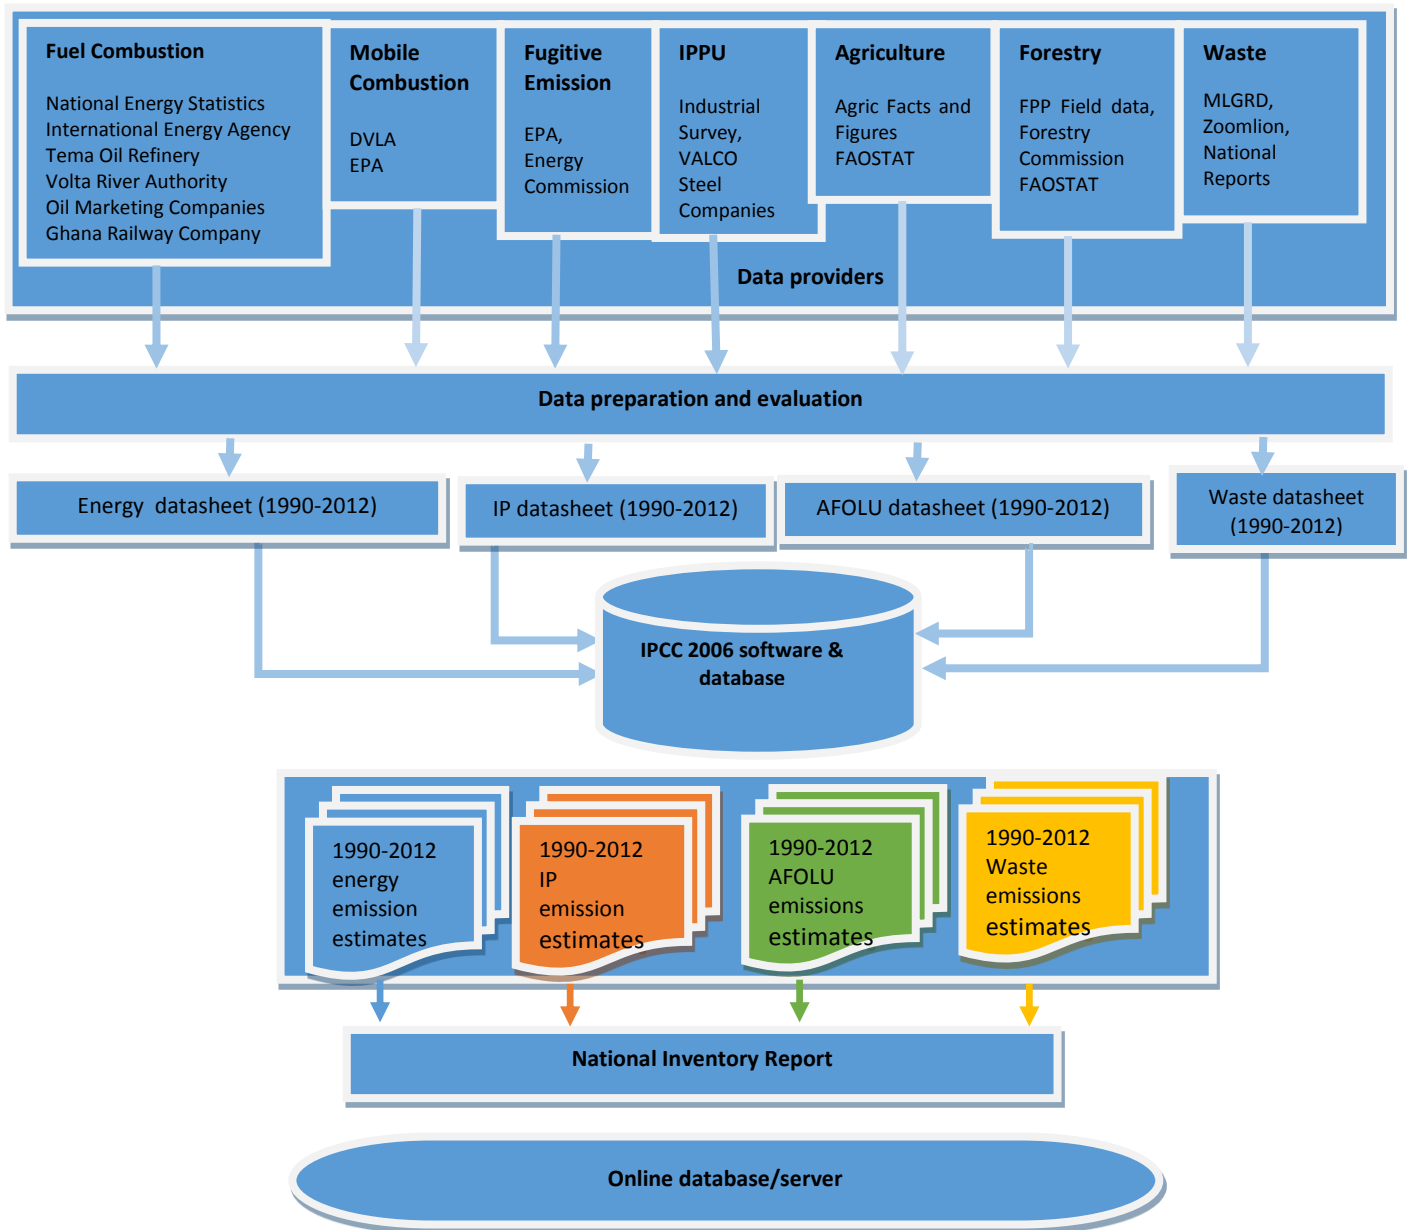 Fuel Combustion
National Energy Statistics
International Energy Agency
Tema Oil Refinery
Volta River Authority
Oil Marketing Companies
Ghana Railway Company
Mobile
Combustion
DVLA
EPA
Fugitive
Emission
EPA,
Energy
Commission
IPPU
Industrial
Survey,
VALCO
Steel
Companies
Agriculture
Agric Facts and
Figures
FAOSTAT
Forestry
FPP Field data,
Forestry
Commission
FAOSTAT
Waste
MLGRD,
Zoomlion,
National
Reports
Data providers
Data preparation and evaluation
Energy datasheet (1990-2012)
IP datasheet (1990-2012)
AFOLU datasheet (1990-2012)
Waste datasheet
(1990-2012)
IPCC 2006 software &
database
1990-2012
energy
emission
estimates
1990-2012
IP
emission
estimates
1990-2012
AFOLU
emissions
estimates
1990-2012
Waste
emissions
estimates
National Inventory Report
Online database/server